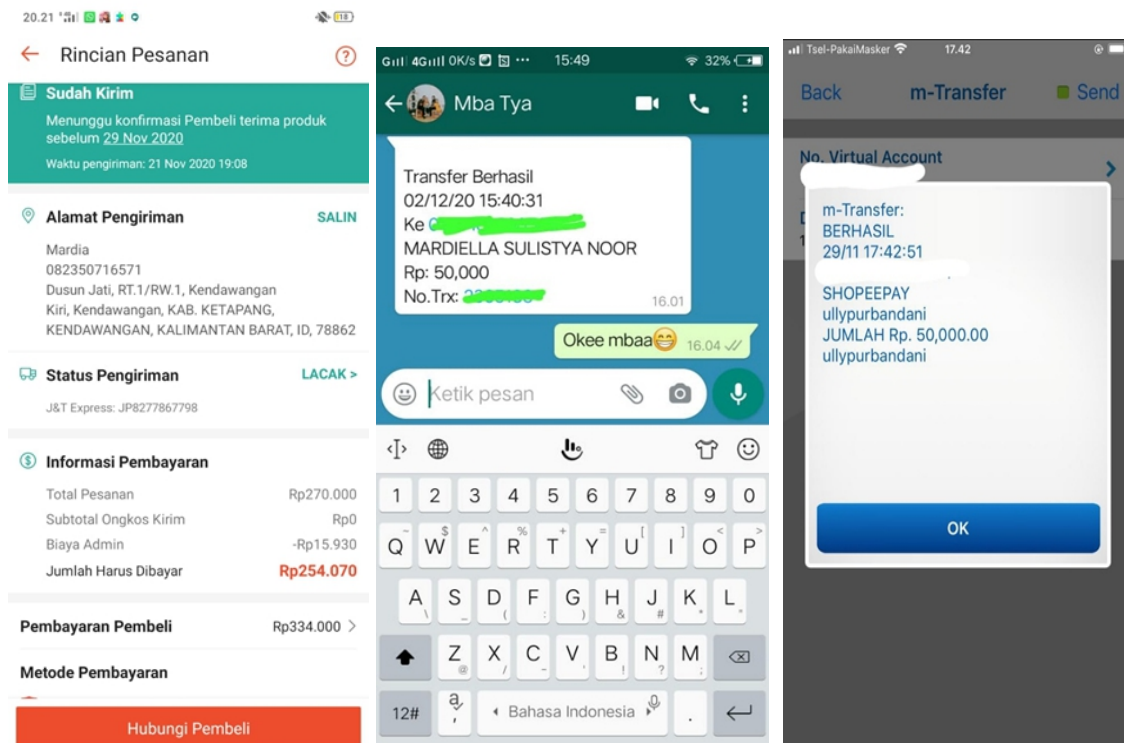 20.21
18
Rincian Pesanan
?
Sudah Kirim
Menunggu konfirmasi Pembeli terima produk
sebelum 29 Nov 2020
Waktu pengiriman: 21 Nov 2020 19:08
Alamat Pengiriman SALIN
Mardia
082350716571
Dusun Jati, RT.1/RW.1, Kendawangan
Kiri, Kendawangan, KAB. KETAPANG,
KENDAWANGAN, KALIMANTAN BARAT, ID, 78862
Status Pengiriman LACAK >
J&T Express: JP8277867798
$ Informasi Pembayaran
Total Pesanan Rp270.000
Subtotal Ongkos Kirim Rp0
Biaya Admin -Rp15.930
Jumlah Harus Dibayar Rp254.070
Pembayaran Pembeli Rp334.000 >
Metode Pembayaran
Hubungi Pembeli
4G 0K/s 15:49 32%
Mba Tya
Transfer Berhasil
02/12/20 15:40:31
Ke
MARDIELLA SULISTYA NOOR
Rp: 50,000
No.Trx:
16.01
Okee mbaa😁 16.04
Ketik pesan
1 2 3 4 5 6 7 8 9 0
Q W E R T Y U I O P
A S D F G H J K L
Z X C V B N M
12# Bahasa Indonesia .
Tsel-PakaiMasker 17.42
Back m-Transfer Send
No. Virtual Account
m-Transfer:
BERHASIL
29/11 17:42:51
SHOPEEPAY
ullypurbandani
JUMLAH Rp. 50,000.00
ullypurbandani
OK